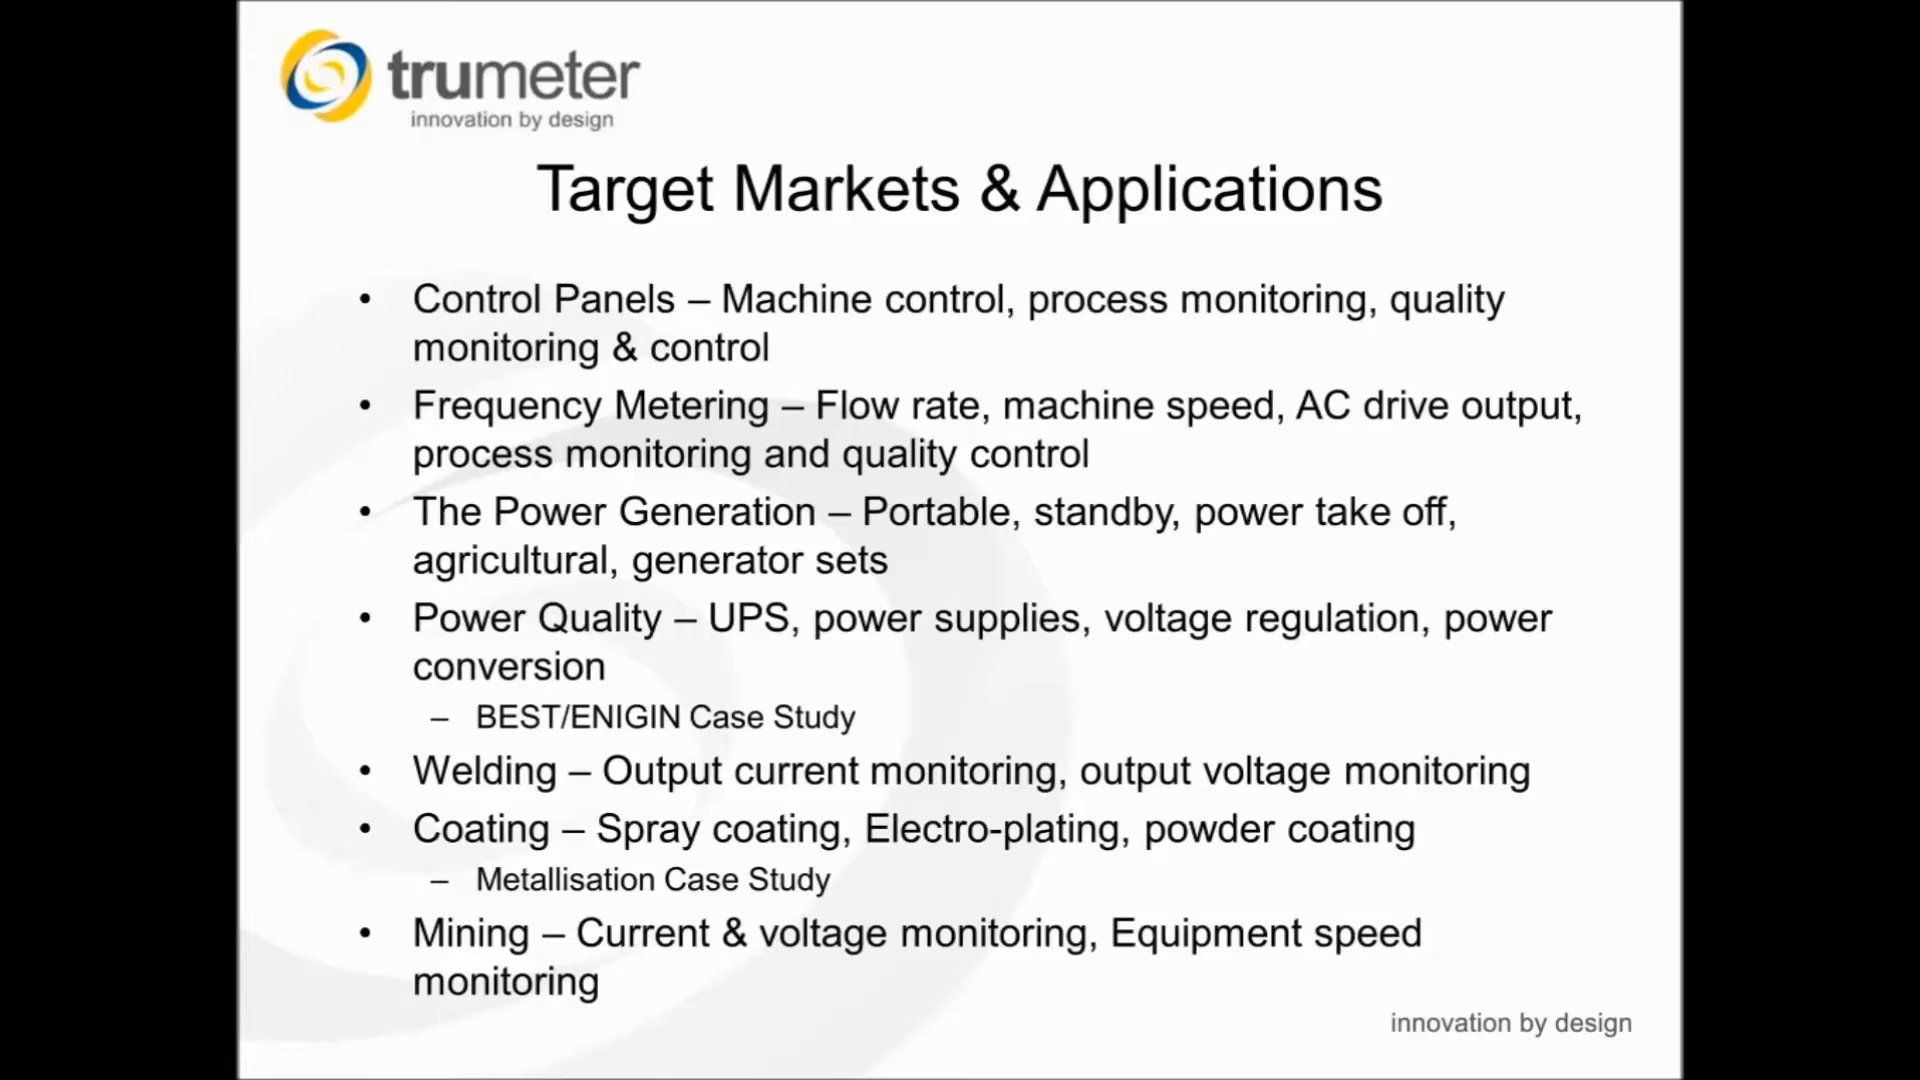 trumeter
innovation by design
Target Markets & Applications
• Control Panels – Machine control, process monitoring, quality
monitoring & control
• Frequency Metering – Flow rate, machine speed, AC drive output,
process monitoring and quality control
• The Power Generation – Portable, standby, power take off,
agricultural, generator sets
• Power Quality – UPS, power supplies, voltage regulation, power
conversion
– BEST/ENIGIN Case Study
• Welding – Output current monitoring, output voltage monitoring
• Coating – Spray coating, Electro-plating, powder coating
– Metallisation Case Study
• Mining – Current & voltage monitoring, Equipment speed
monitoring
innovation by design